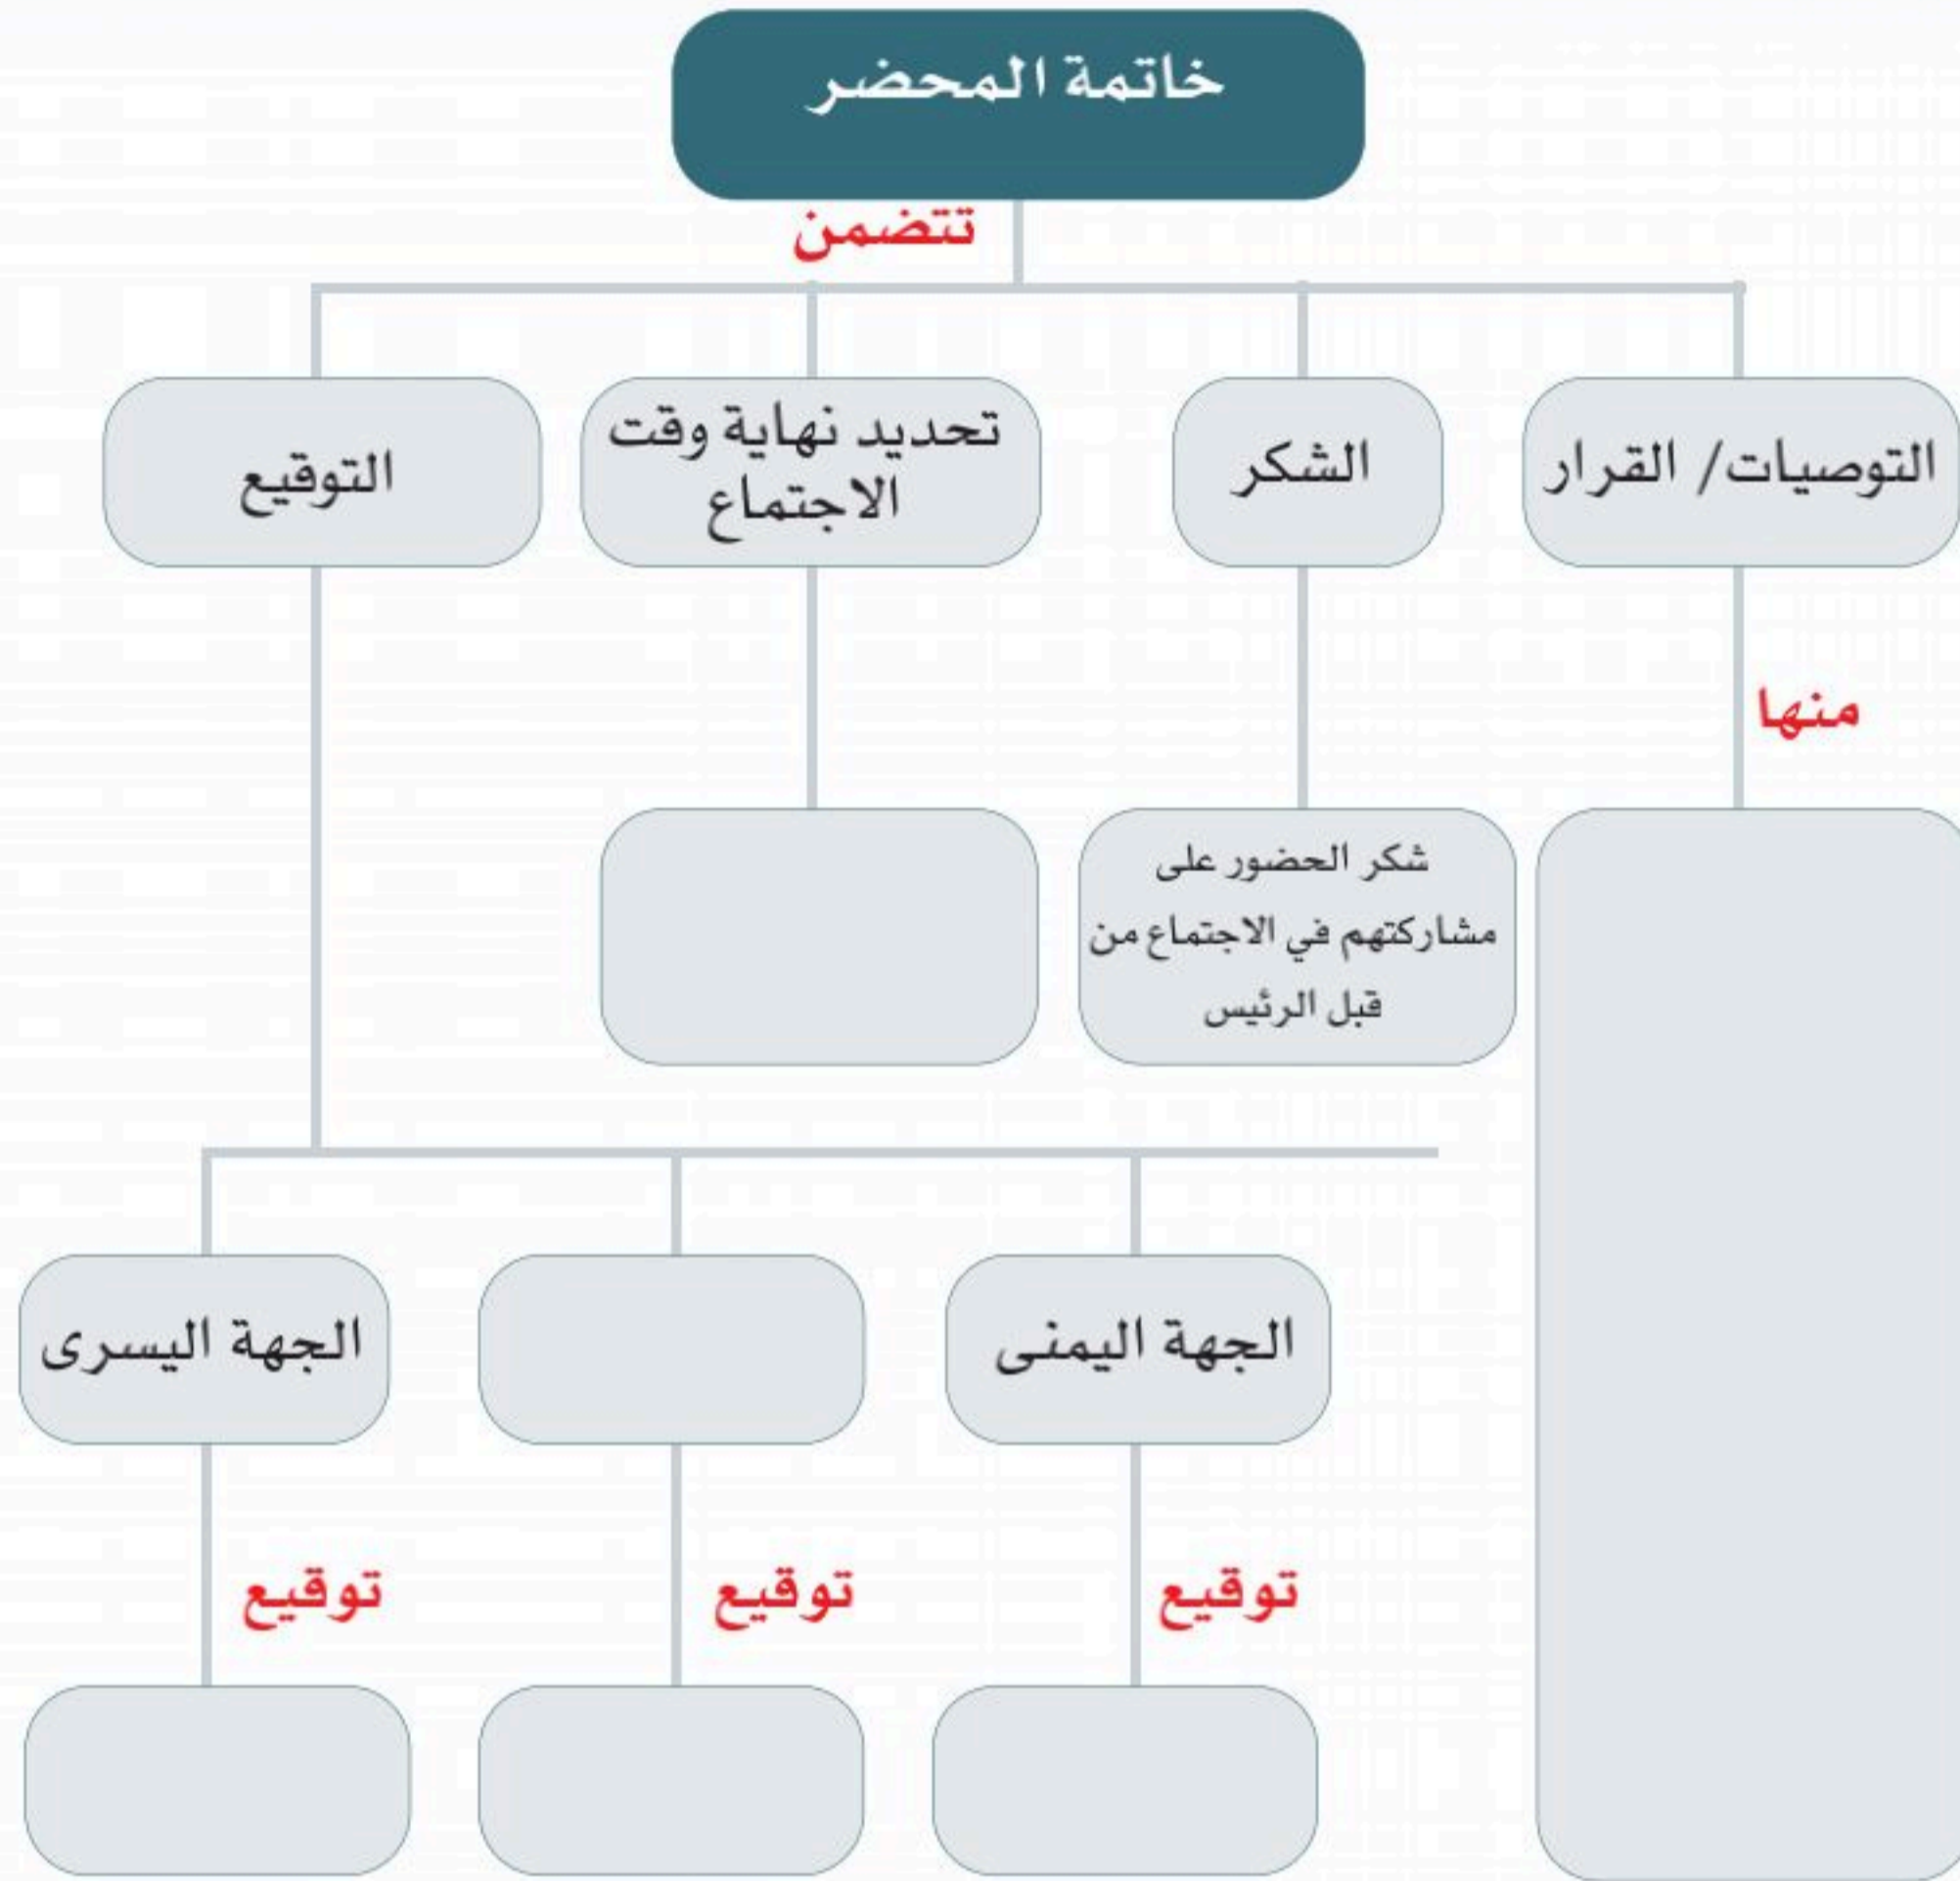 خاتمة المحضر
تتضمن
التوصيات/ القرار
الشكر
تحديد نهاية وقت
الاجتماع
التوقيع
منها
شكر الحضور على
مشاركتهم في الاجتماع من
قبل الرئيس
الجهة اليمنى
الجهة اليسرى
توقيع
توقيع
توقيع